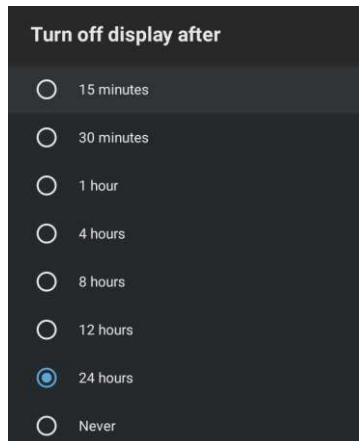 Turn off display after
15 minutes
30 minutes
1 hour
4 hours
8 hours
12 hours
24 hours
Never